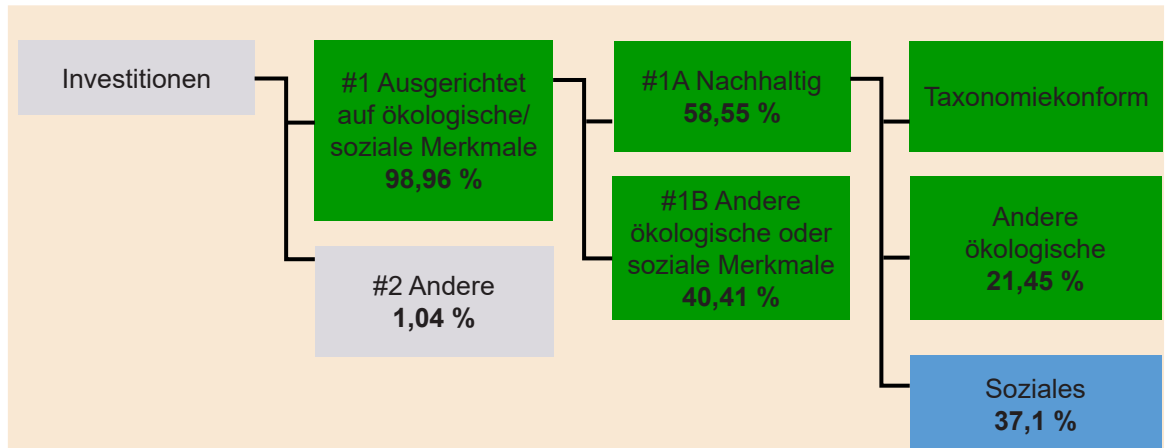 Investitionen
#1 Ausgerichtet
auf ökologische/
soziale Merkmale
98,96 %
#2 Andere
1,04 %
#1A Nachhaltig
58,55 %
#1B Andere
ökologische oder
soziale Merkmale
40,41 %
Taxonomiekonform
Andere
ökologische
21,45 %
Soziales
37,1 %